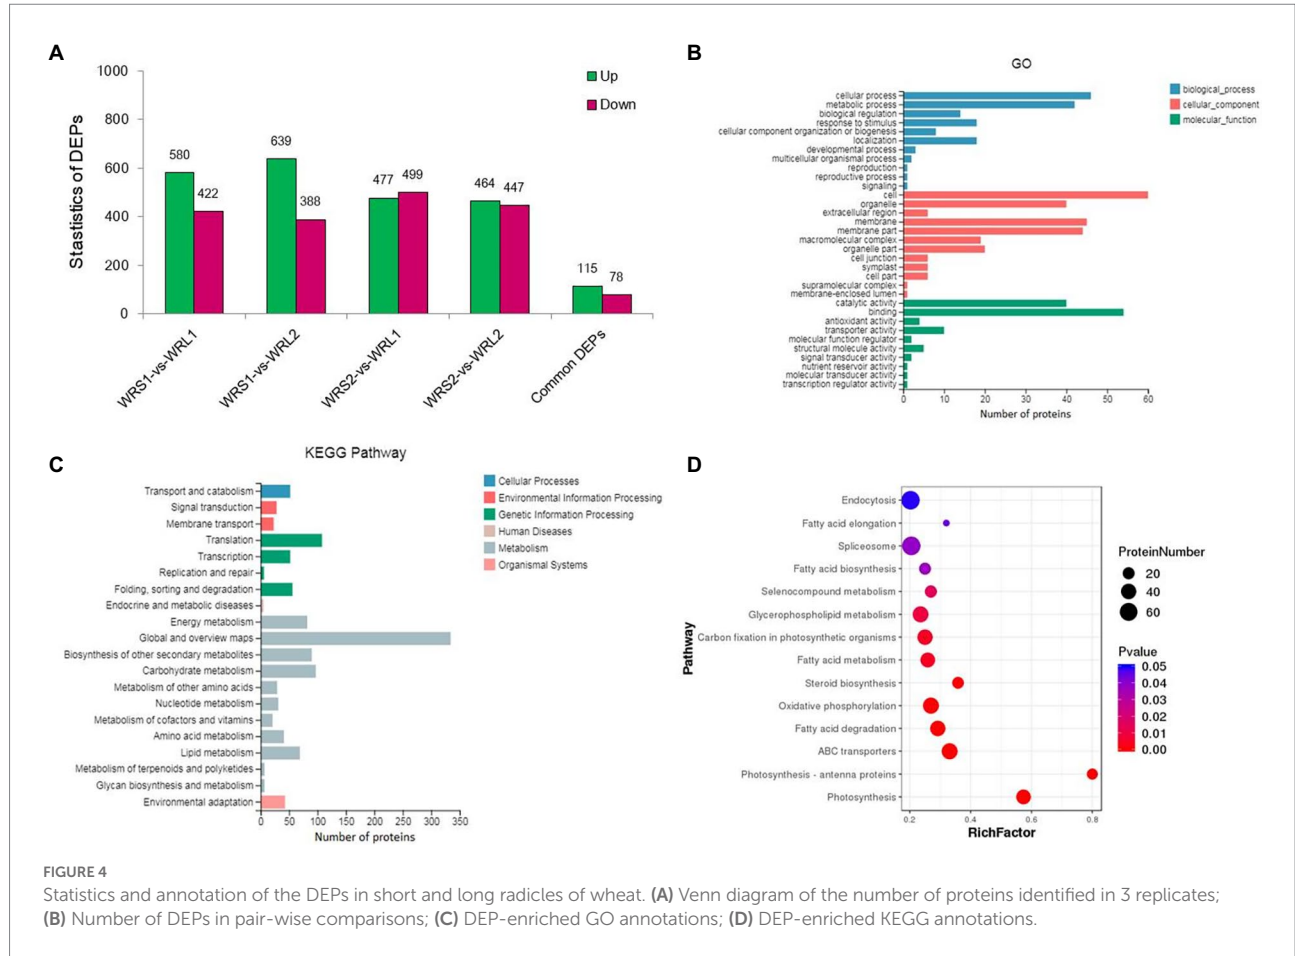 A
1000
800
600
400
200
0
Stastistics of DEPs
Up
Down
580
422
639
388
477
499
464
447
115
78
WRS1-vs-WRL1
WRS1-vs-WRL2
WRS2-vs-WRL1
WRS2-vs-WRL2
Common DEPs
B
GO
biological_process
cellular_component
molecular_function
cellular process
metabolic process
biological regulation
response to stimulus
cellular component organization or biogenesis
localization
developmental process
multicellular organismal process
reproduction
reproductive process
signaling
cell
organelle
extracellular region
membrane
membrane part
macromolecular complex
organelle part
cell junction
symplast
cell part
supramolecular complex
membrane-enclosed lumen
catalytic activity
binding
antioxidant activity
transporter activity
molecular function regulator
structural molecule activity
signal transducer activity
nutrient reservoir activity
molecular transducer activity
transcription regulator activity
0 10 20 30 40 50 60
Number of proteins
C
KEGG Pathway
Cellular Processes
Environmental Information Processing
Genetic Information Processing
Human Diseases
Metabolism
Organismal Systems
Transport and catabolism
Signal transduction
Membrane transport
Translation
Transcription
Replication and repair
Folding, sorting and degradation
Endocrine and metabolic diseases
Energy metabolism
Global and overview maps
Biosynthesis of other secondary metabolites
Carbohydrate metabolism
Metabolism of other amino acids
Nucleotide metabolism
Metabolism of cofactors and vitamins
Amino acid metabolism
Lipid metabolism
Metabolism of terpenoids and polyketides
Glycan biosynthesis and metabolism
Environmental adaptation
0 50 100 150 200 250 300 350
Number of proteins
D
Pathway
Endocytosis
Fatty acid elongation
Spliceosome
Fatty acid biosynthesis
Selenocompound metabolism
Glycerophospholipid metabolism
Carbon fixation in photosynthetic organisms
Fatty acid metabolism
Steroid biosynthesis
Oxidative phosphorylation
Fatty acid degradation
ABC transporters
Photosynthesis - antenna proteins
Photosynthesis
0.2 0.4 0.6 0.8
RichFactor
ProteinNumber
20
40
60
Pvalue
0.05
0.04
0.03
0.02
0.01
0.00
FIGURE 4
Statistics and annotation of the DEPs in short and long radicles of wheat. (A) Venn diagram of the number of proteins identified in 3 replicates;
(B) Number of DEPs in pair-wise comparisons; (C) DEP-enriched GO annotations; (D) DEP-enriched KEGG annotations.